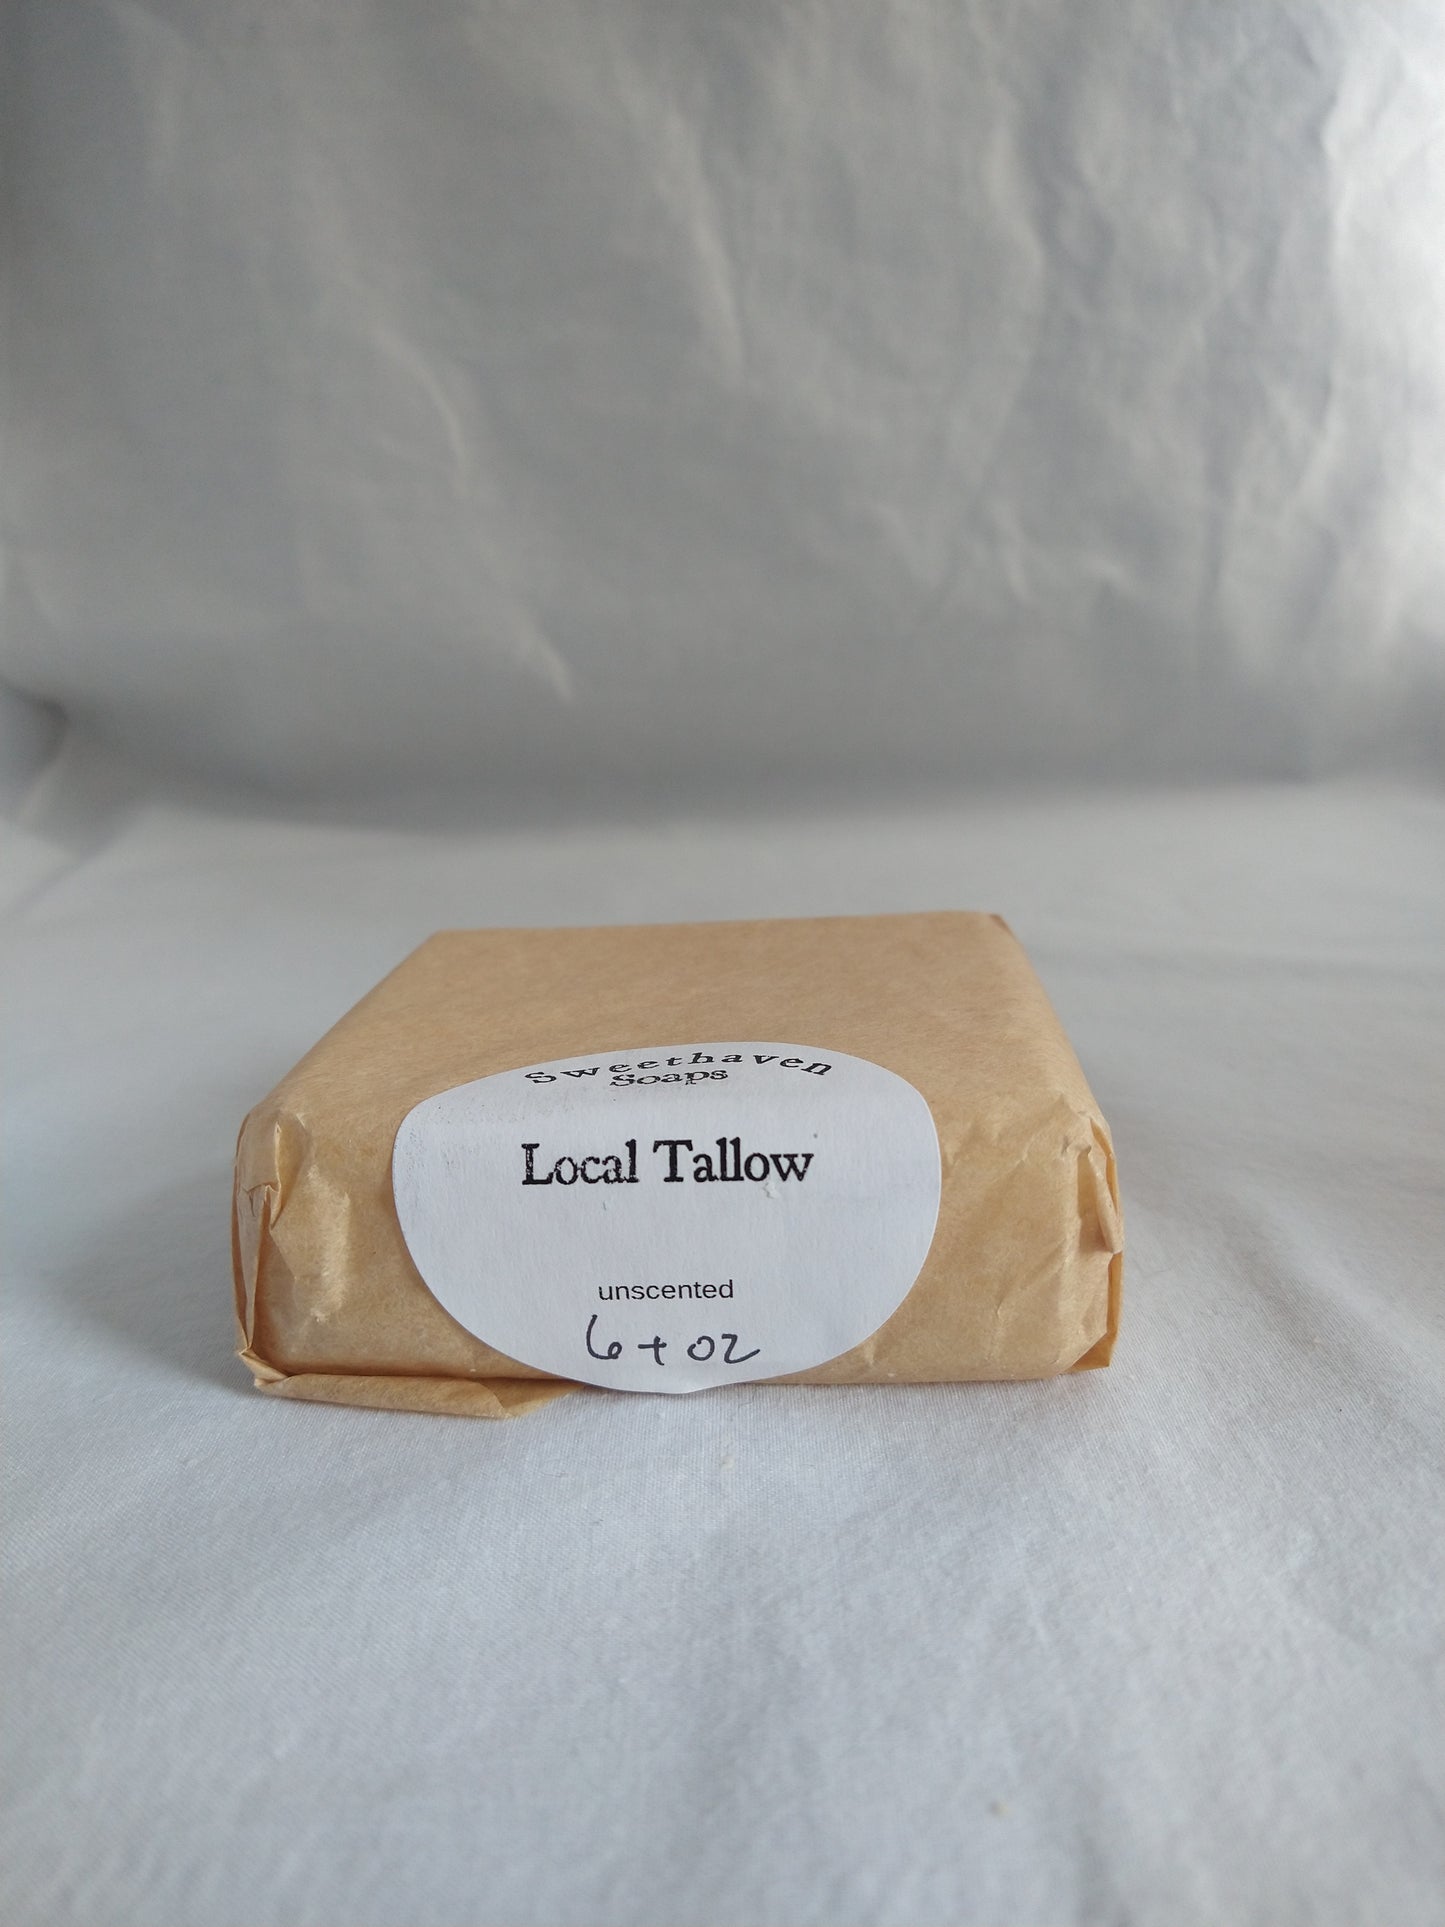 Sweethaven
Soaps
Local Tallow
unscented
6+ oz